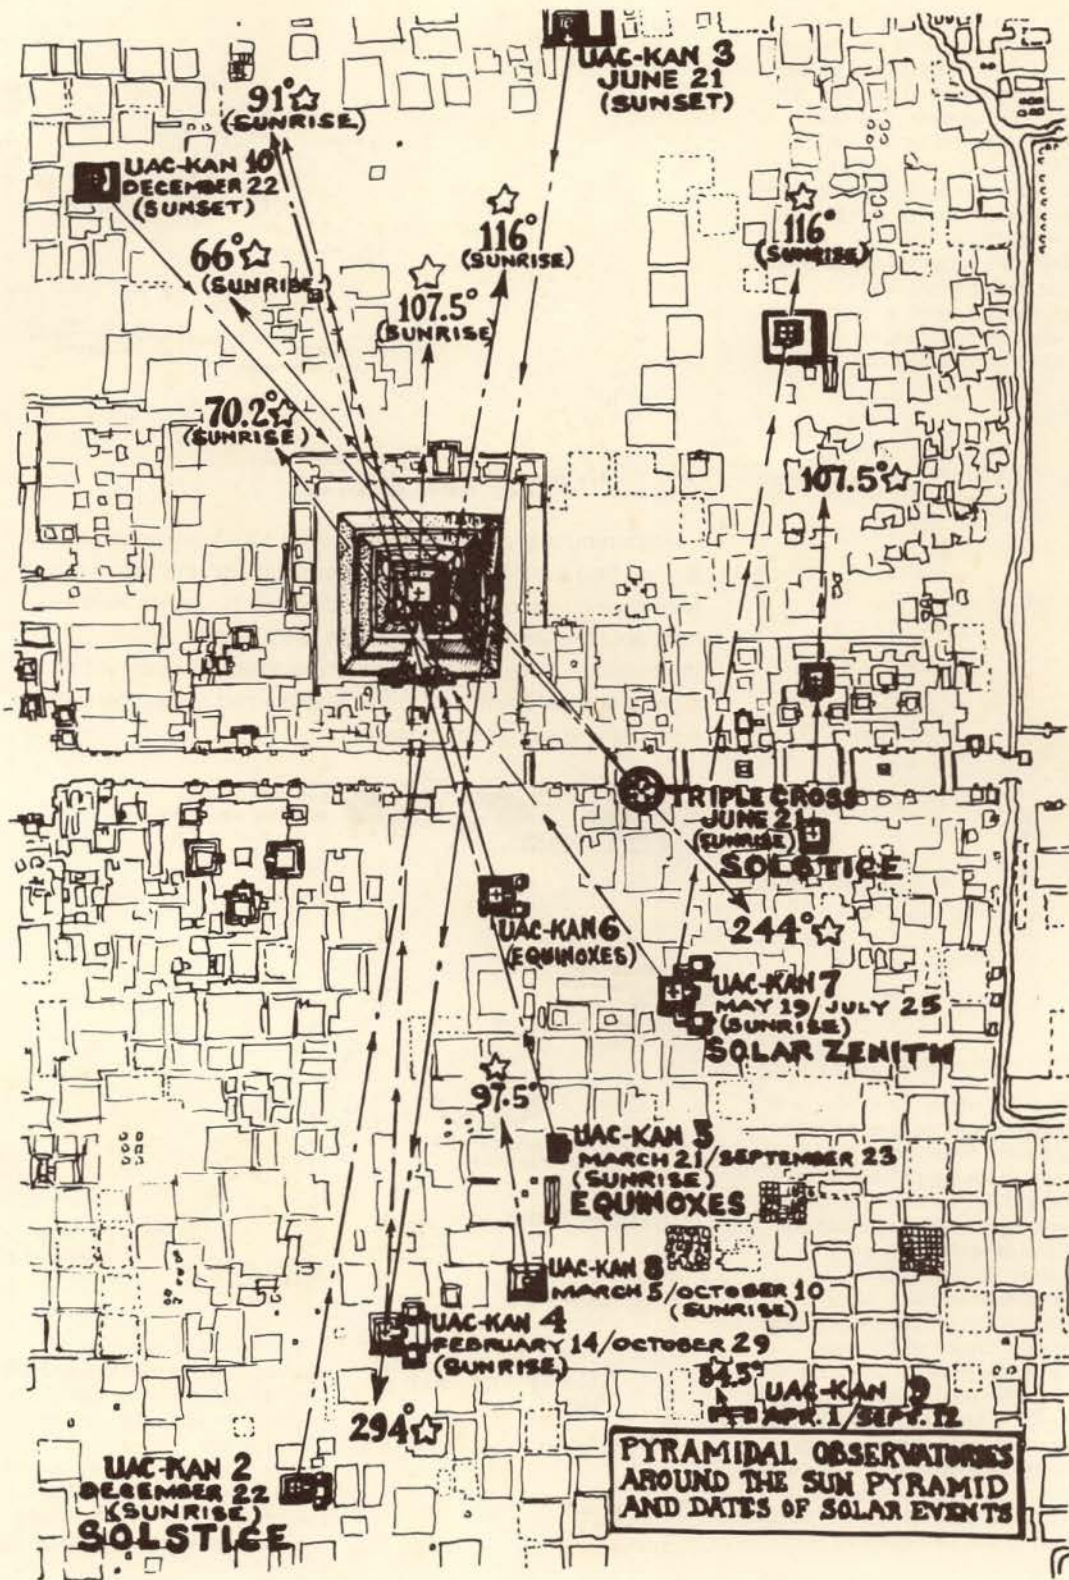 UAC-KAN 3
JUNE 21
(SUNSET)
91°
(SUNRISE)
UAC-KAN 10
DECEMBER 22
(SUNSET)
116°
(SUNRISE)
116°
(SUNRISE)
66°
(SUNRISE)
107.5°
(SUNRISE)
70.2°
(SUNRISE)
107.5°
TRIPLE CROSS
JUNE 21
(SUNRISE)
SOLSTICE
UAC-KAN 6
(EQUINOXES)
244°
UAC-KAN 7
MAY 19/JULY 25
(SUNRISE)
SOLAR ZENITH
97.5°
UAC-KAN 5
MARCH 21/SEPTEMBER 23
(SUNRISE)
EQUINOXES
UAC-KAN 8
MARCH 5/OCTOBER 10
(SUNRISE)
UAC-KAN 4
FEBRUARY 14/OCTOBER 29
(SUNRISE)
84.5°
UAC-KAN 9
APR. 1/SEPT. 12
294°
UAC-KAN 2
DECEMBER 22
(SUNRISE)
SOLSTICE
PYRAMIDAL OBSERVATORIES
AROUND THE SUN PYRAMID
AND DATES OF SOLAR EVENTS